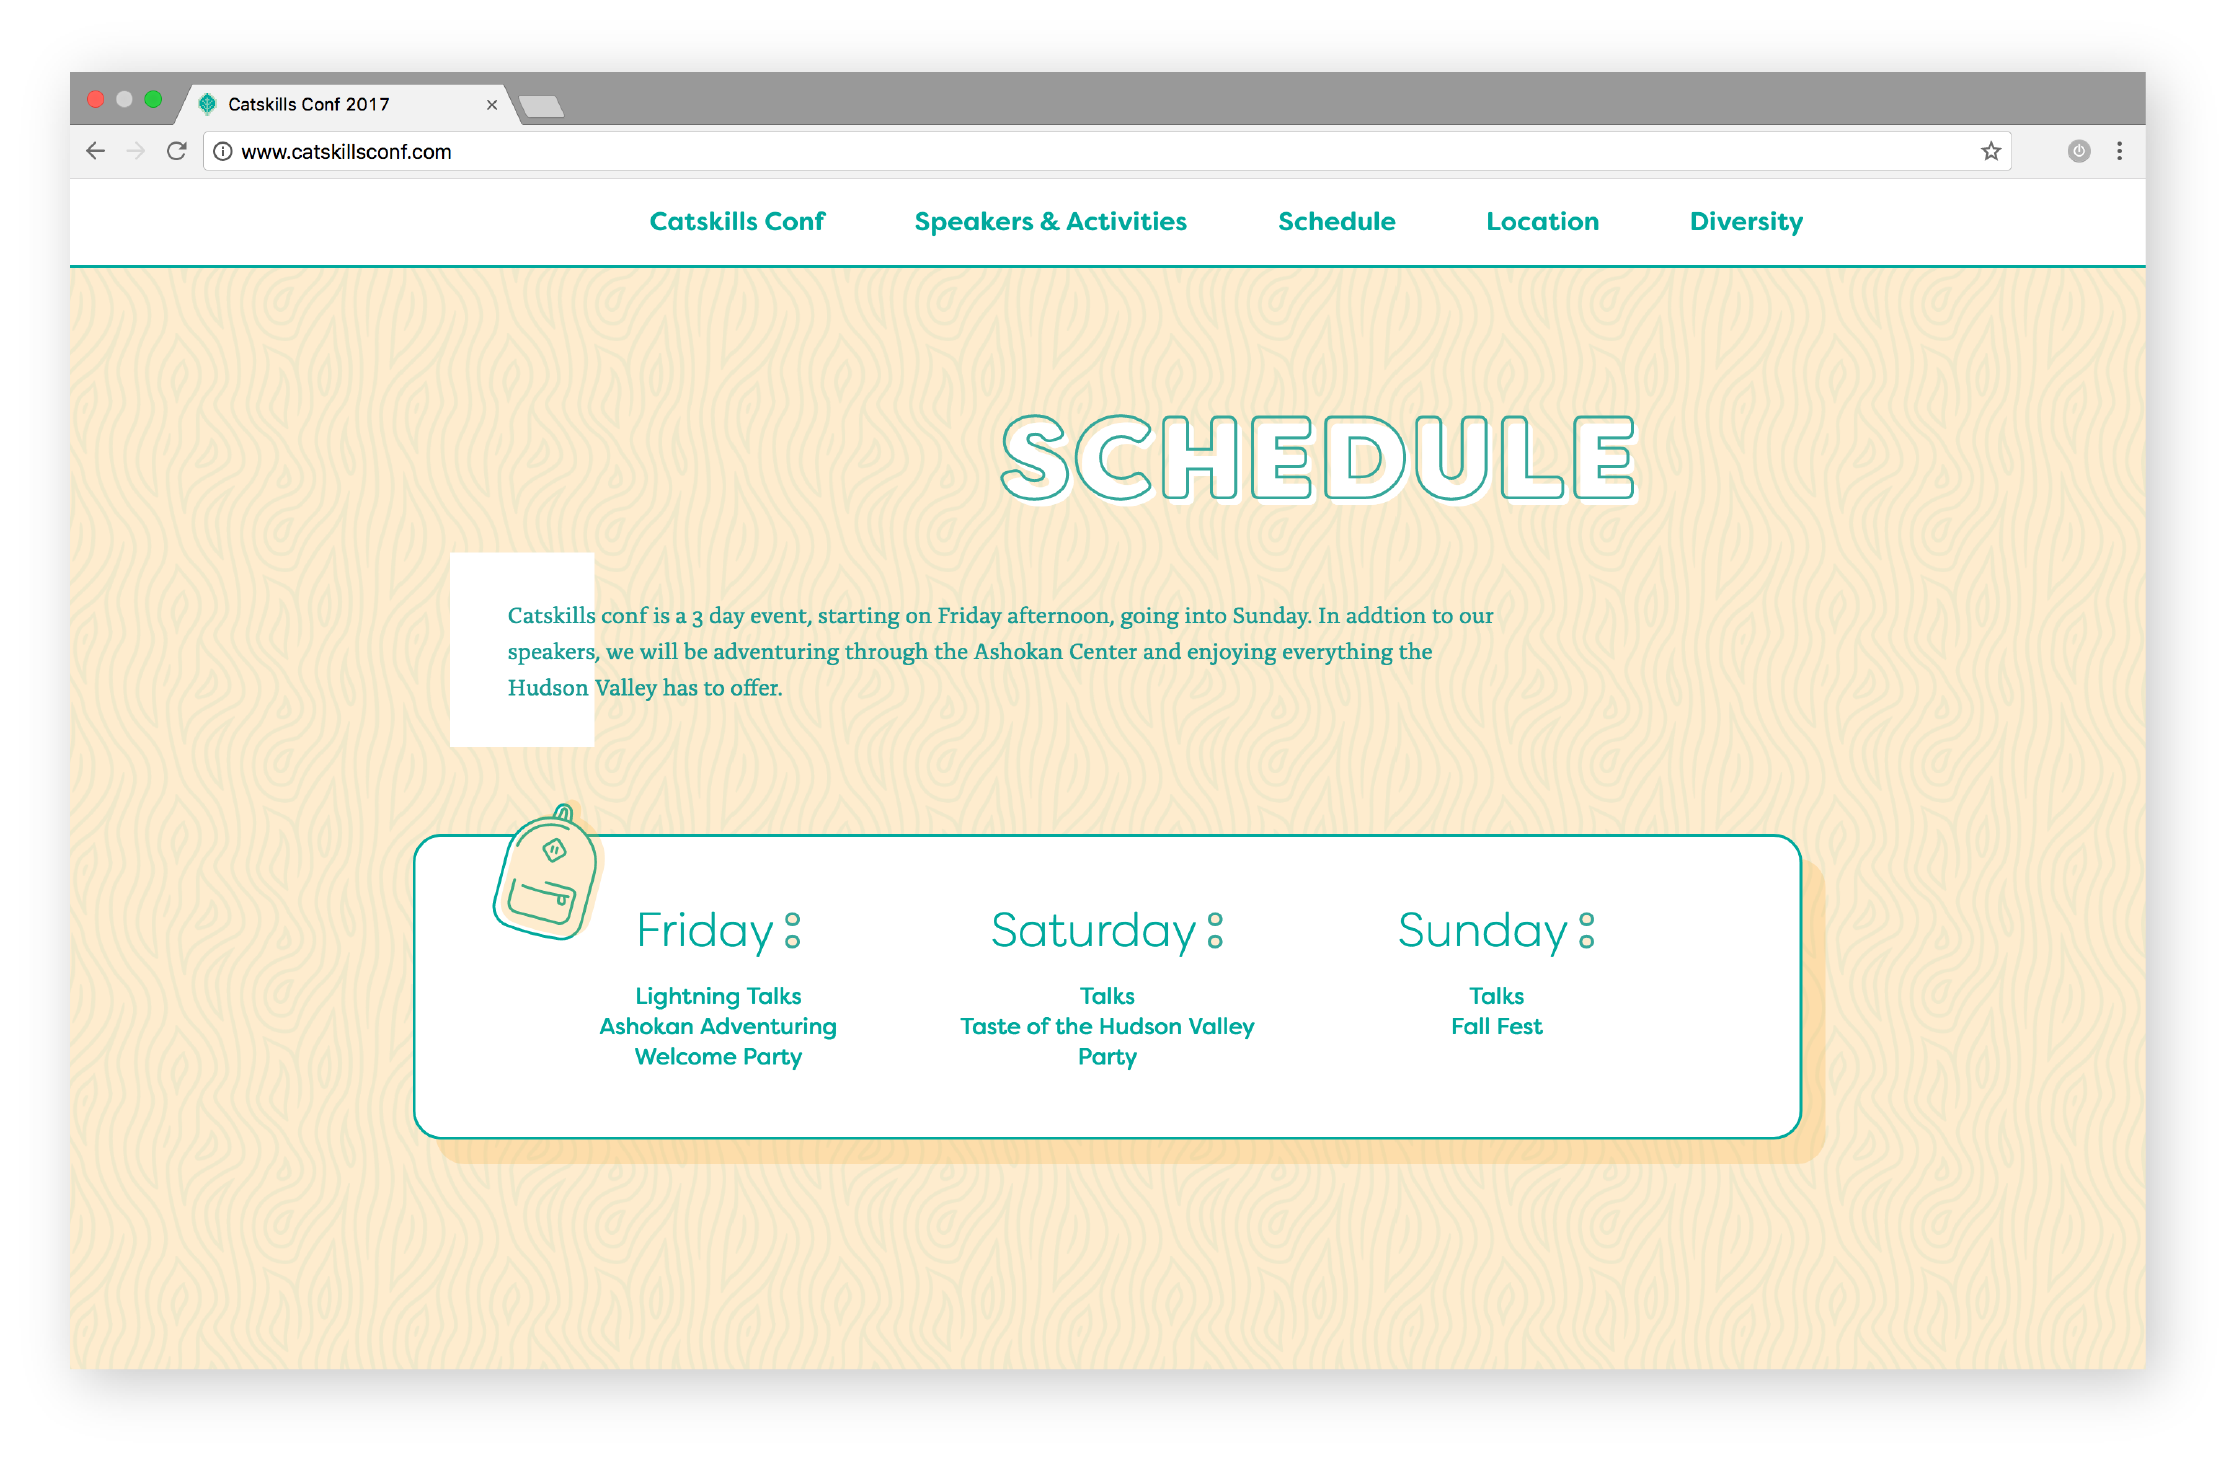 Catskills Conf 2017
www.catskillsconf.com
Catskills Conf Speakers & Activities Schedule Location Diversity
SCHEDULE
Catskills conf is a 3 day event, starting on Friday afternoon, going into Sunday. In addtion to our
speakers, we will be adventuring through the Ashokan Center and enjoying everything the
Hudson Valley has to offer.
Friday:
Lightning Talks
Ashokan Adventuring
Welcome Party
Saturday:
Talks
Taste of the Hudson Valley
Party
Sunday:
Talks
Fall Fest